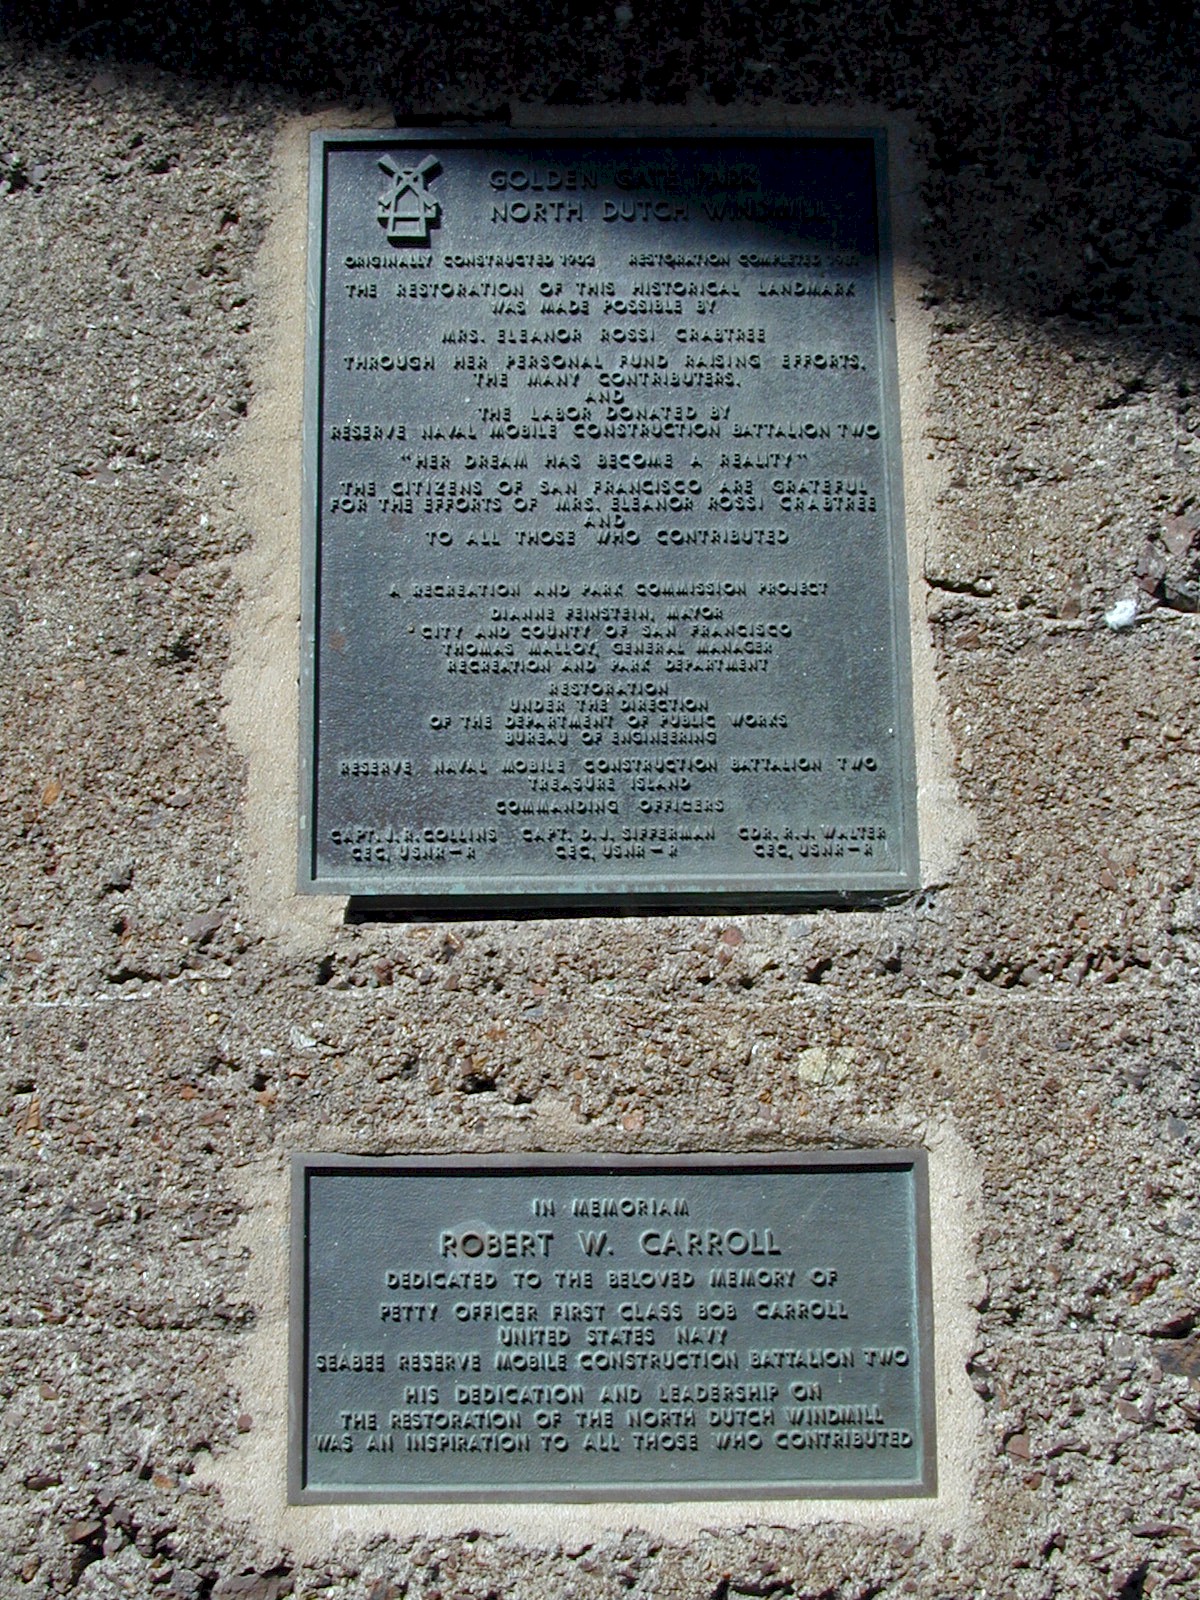 GOLDEN GATE PARK
NORTH DUTCH WINDMILL
ORIGINALLY CONSTRUCTED 1902 RESTORATION COMPLETED
THE RESTORATION OF THIS HISTORICAL LANDMARK
WAS MADE POSSIBLE BY
MRS. ELEANOR ROSSI CRABTREE
THROUGH HER PERSONAL FUND RAISING EFFORTS,
THE MANY CONTRIBUTERS,
AND
THE LABOR DONATED BY
RESERVE NAVAL MOBILE CONSTRUCTION BATTALION TWO
"HER DREAM HAS BECOME A REALITY"
THE CITIZENS OF SAN FRANCISCO ARE GRATEFUL
FOR THE EFFORTS OF MRS. ELEANOR ROSSI CRABTREE
AND
TO ALL THOSE WHO CONTRIBUTED
A RECREATION AND PARK COMMISSION PROJECT
DIANNE FEINSTEIN, MAYOR
CITY AND COUNTY OF SAN FRANCISCO
THOMAS MALLOY, GENERAL MANAGER
RECREATION AND PARK DEPARTMENT
RESTORATION
UNDER THE DIRECTION
OF THE DEPARTMENT OF PUBLIC WORKS
BUREAU OF ENGINEERING
RESERVE NAVAL MOBILE CONSTRUCTION BATTALION TWO
TREASURE ISLAND
COMMANDING OFFICERS
CAPT. J.R. COLLINS CAPT. D.J. SIFFERMAN CDR. R.J. WALTER
CEC, USNR-R CEC, USNR-R CEC, USNR-R
IN MEMORIAM
ROBERT W. CARROLL
DEDICATED TO THE BELOVED MEMORY OF
PETTY OFFICER FIRST CLASS BOB CARROLL
UNITED STATES NAVY
SEABEE RESERVE MOBILE CONSTRUCTION BATTALION TWO
HIS DEDICATION AND LEADERSHIP ON
THE RESTORATION OF THE NORTH DUTCH WINDMILL
WAS AN INSPIRATION TO ALL THOSE WHO CONTRIBUTED